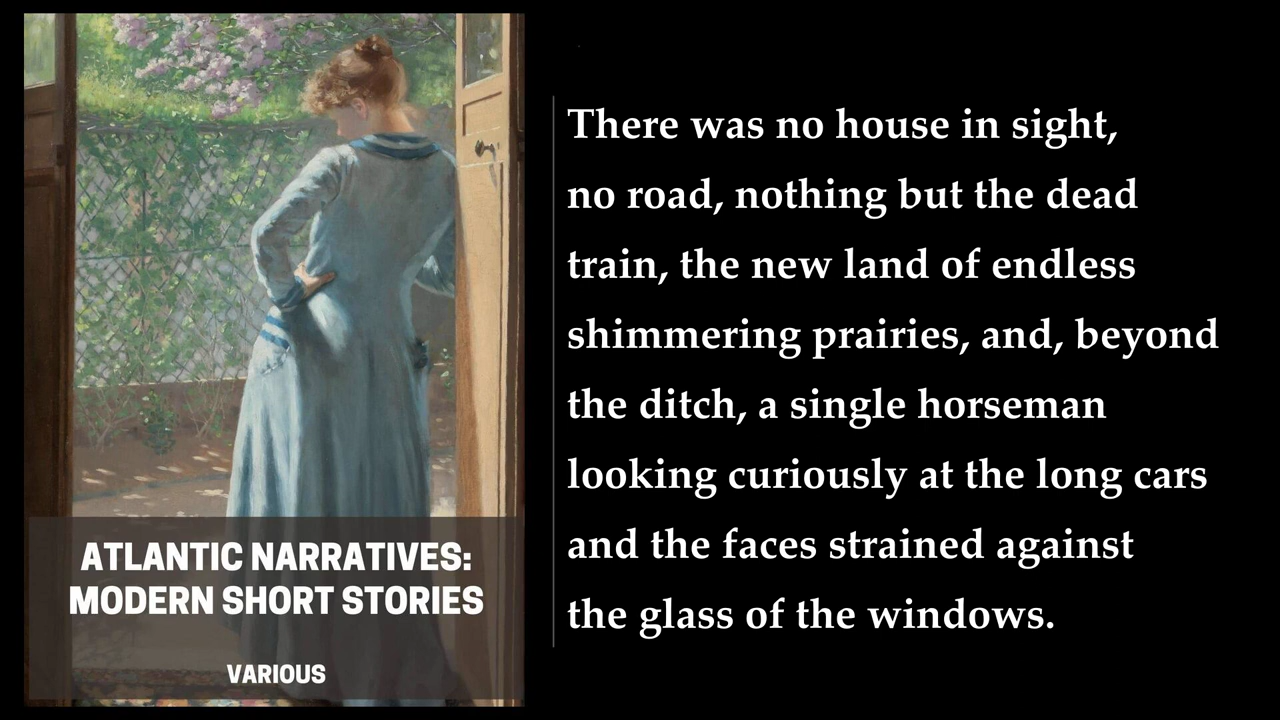 There was no house in sight,
no road, nothing but the dead
train, the new land of endless
shimmering prairies, and, beyond
the ditch, a single horseman
looking curiously at the long cars
and the faces strained against
the glass of the windows.
ATLANTIC NARRATIVES:
MODERN SHORT STORIES
VARIOUS